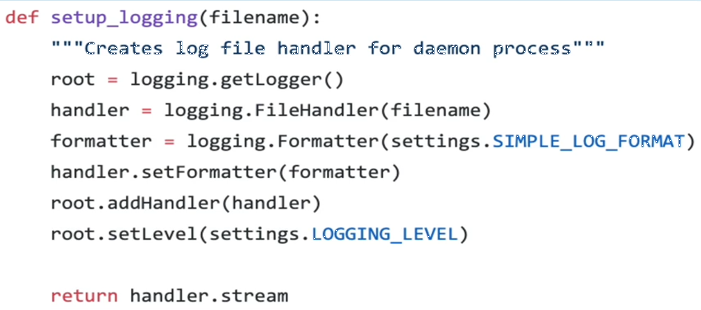 def setup_logging(filename):
    """Creates log file handler for daemon process"""
    root = logging.getLogger()
    handler = logging.FileHandler(filename)
    formatter = logging.Formatter(settings.SIMPLE_LOG_FORMAT)
    handler.setFormatter(formatter)
    root.addHandler(handler)
    root.setLevel(settings.LOGGING_LEVEL)

    return handler.stream